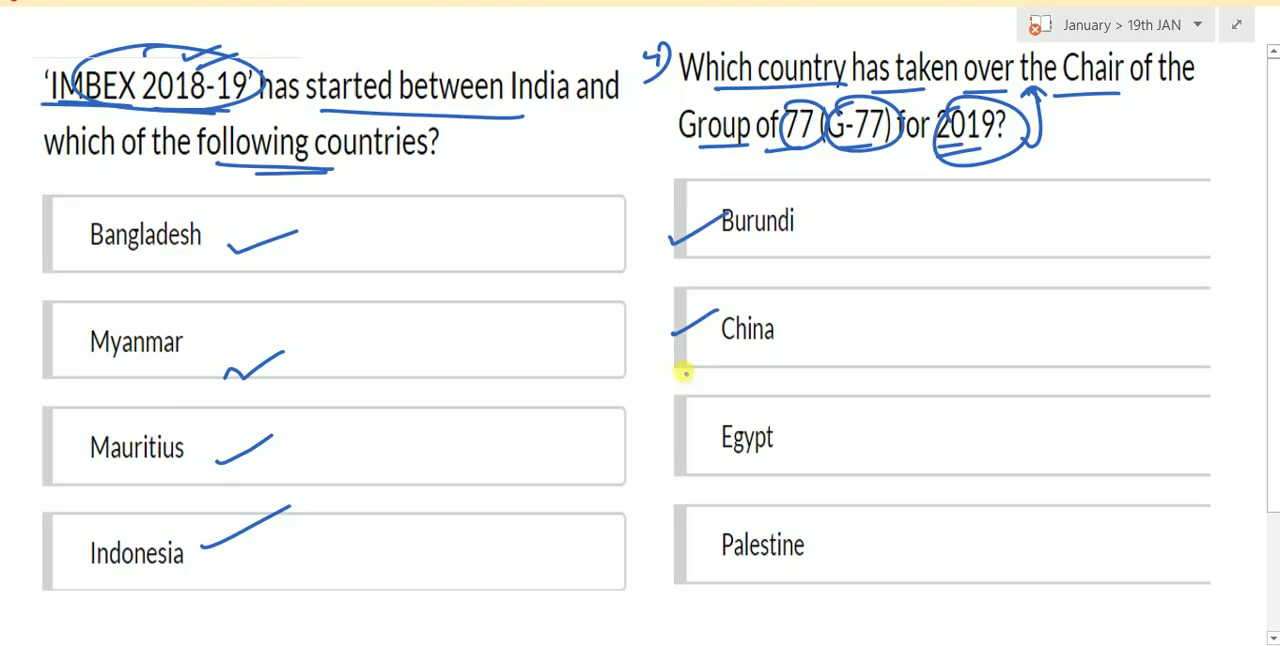 January > 19th JAN
'IMBEX 2018-19' has started between India and
which of the following countries?
Bangladesh
Myanmar
Mauritius
Indonesia
4) Which country has taken over the Chair of the
Group of 77 (G-77) for 2019?
Burundi
China
Egypt
Palestine